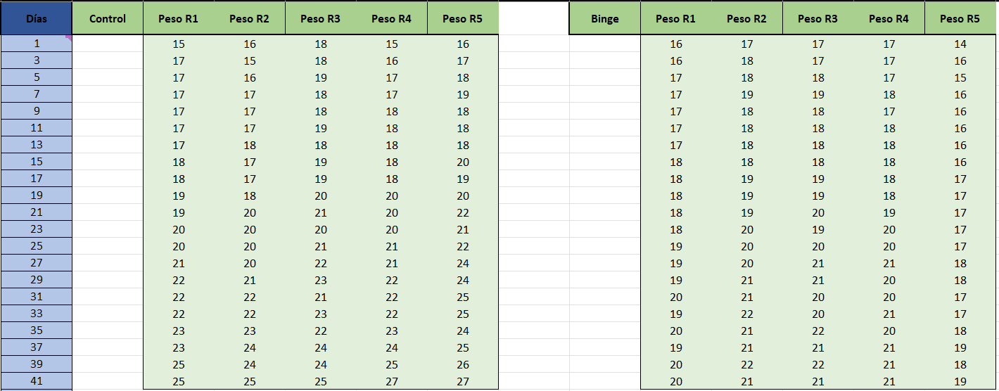 Días Control Peso R1 Peso R2 Peso R3 Peso R4 Peso R5 Binge Peso R1 Peso R2 Peso R3 Peso R4 Peso R5
1 15 16 18 15 16 16 17 17 17 14
3 17 15 18 16 17 16 18 17 17 16
5 17 16 19 17 18 17 18 18 17 15
7 17 17 18 17 19 17 19 19 18 16
9 17 17 18 18 18 17 18 18 17 16
11 17 17 19 18 18 17 18 18 18 16
13 17 18 18 18 18 17 18 18 18 16
15 18 17 19 18 20 18 18 18 18 16
17 18 17 19 18 19 18 19 19 18 17
19 19 18 20 20 20 18 19 19 18 17
21 19 20 21 20 22 18 19 20 19 17
23 20 20 20 20 21 18 20 19 20 17
25 20 20 21 21 22 19 20 20 20 17
27 21 20 22 21 24 19 20 21 21 18
29 22 21 23 22 24 19 21 21 20 18
31 22 22 21 22 25 20 21 20 20 17
33 22 22 23 22 25 19 22 20 21 17
35 23 23 22 23 24 20 21 22 20 18
37 23 24 24 24 25 19 21 21 21 19
39 25 24 24 25 26 20 22 22 21 18
41 25 25 25 27 27 20 21 21 21 19